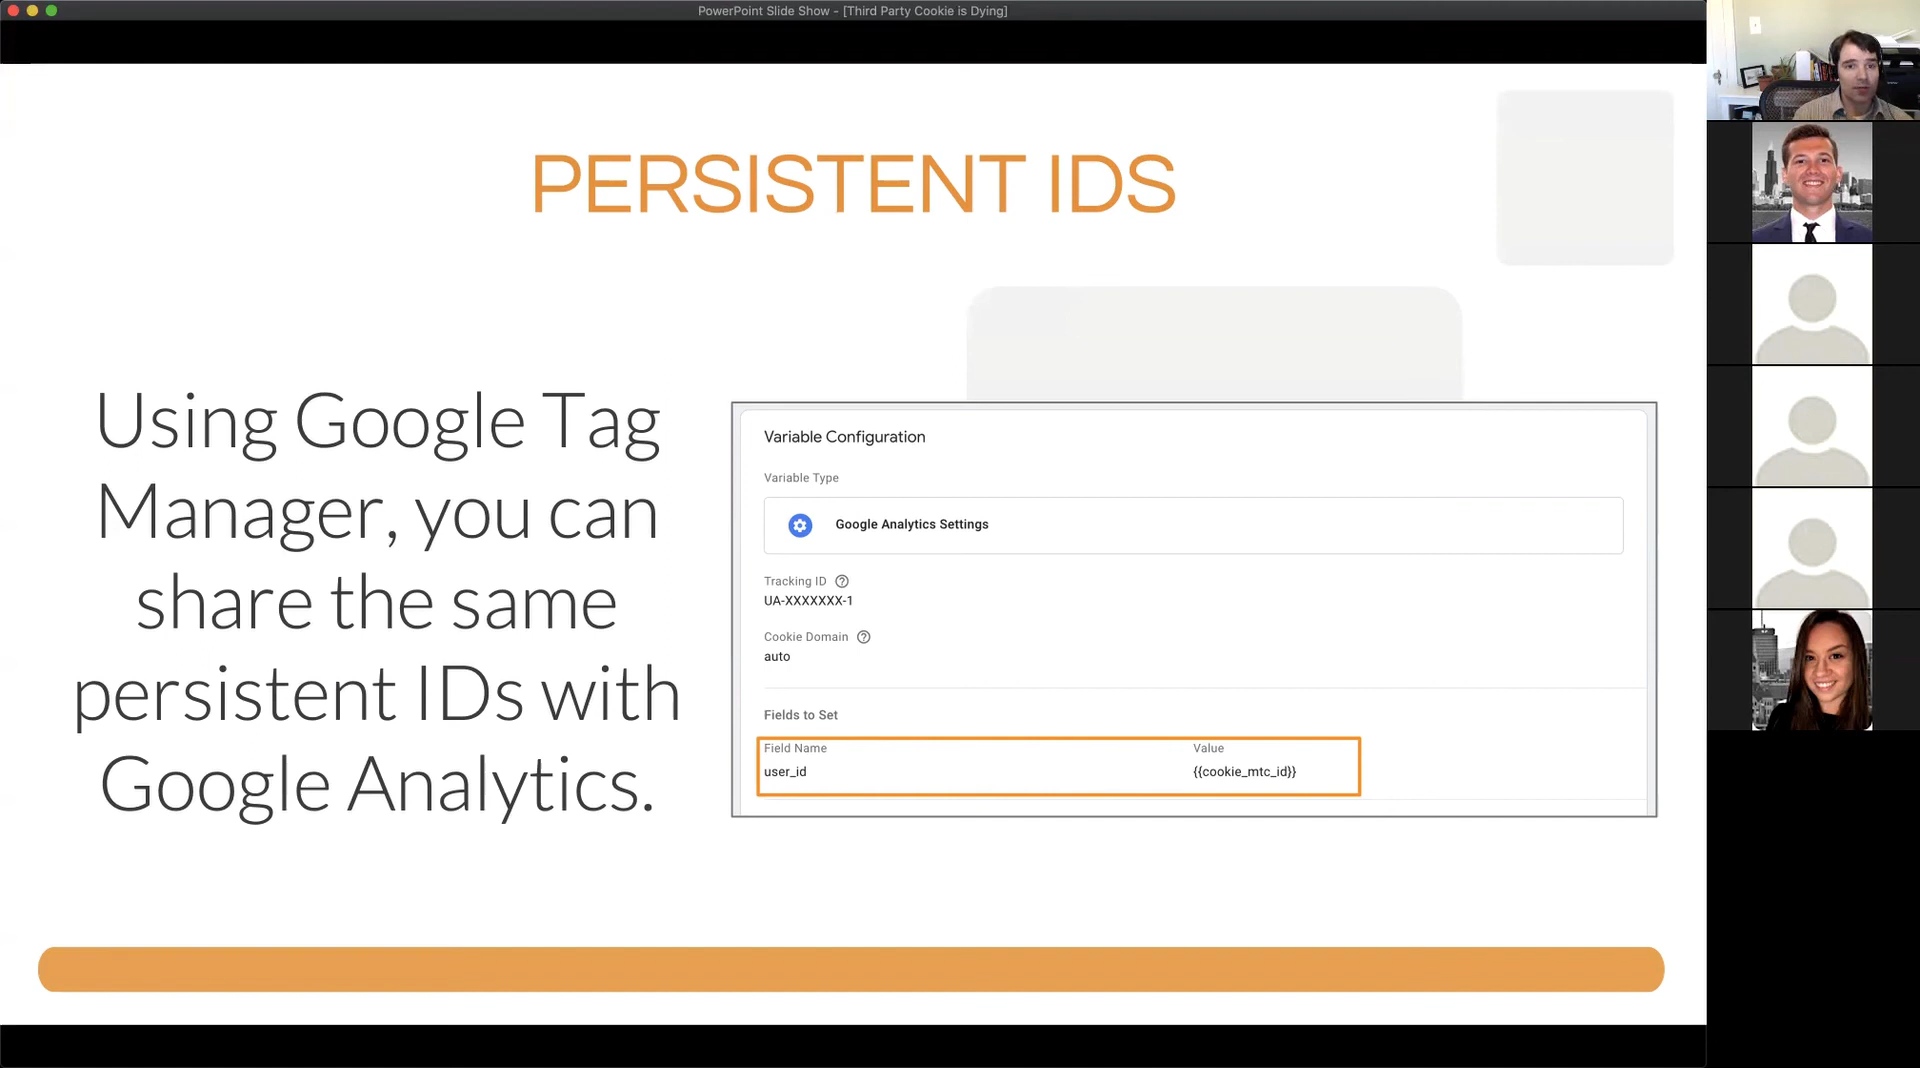 PowerPoint Slide Show - [Third Party Cookie is Dying]
PERSISTENT IDS
Using Google Tag
Manager, you can
share the same
persistent IDs with
Google Analytics.
Variable Configuration
Variable Type
Google Analytics Settings
Tracking ID
UA-XXXXXXX-1
Cookie Domain
auto
Fields to Set
Field Name Value
user_id {{cookie_mtc_id}}